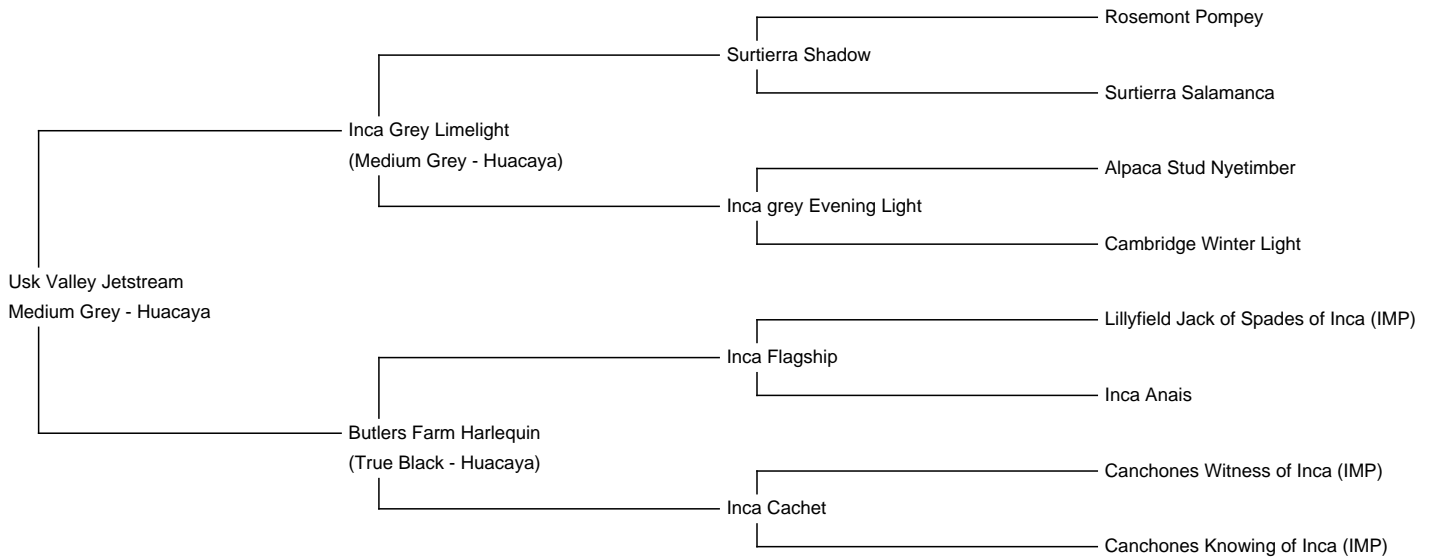 Rosemont Pompey
Surtierra Shadow
Surtierra Salamanca
Inca Grey Limelight
(Medium Grey - Huacaya)
Alpaca Stud Nyetimber
Inca grey Evening Light
Cambridge Winter Light
Usk Valley Jetstream
Medium Grey - Huacaya
Lillyfield Jack of Spades of Inca (IMP)
Inca Flagship
Inca Anais
Butlers Farm Harlequin
(True Black - Huacaya)
Canchones Witness of Inca (IMP)
Inca Cachet
Canchones Knowing of Inca (IMP)